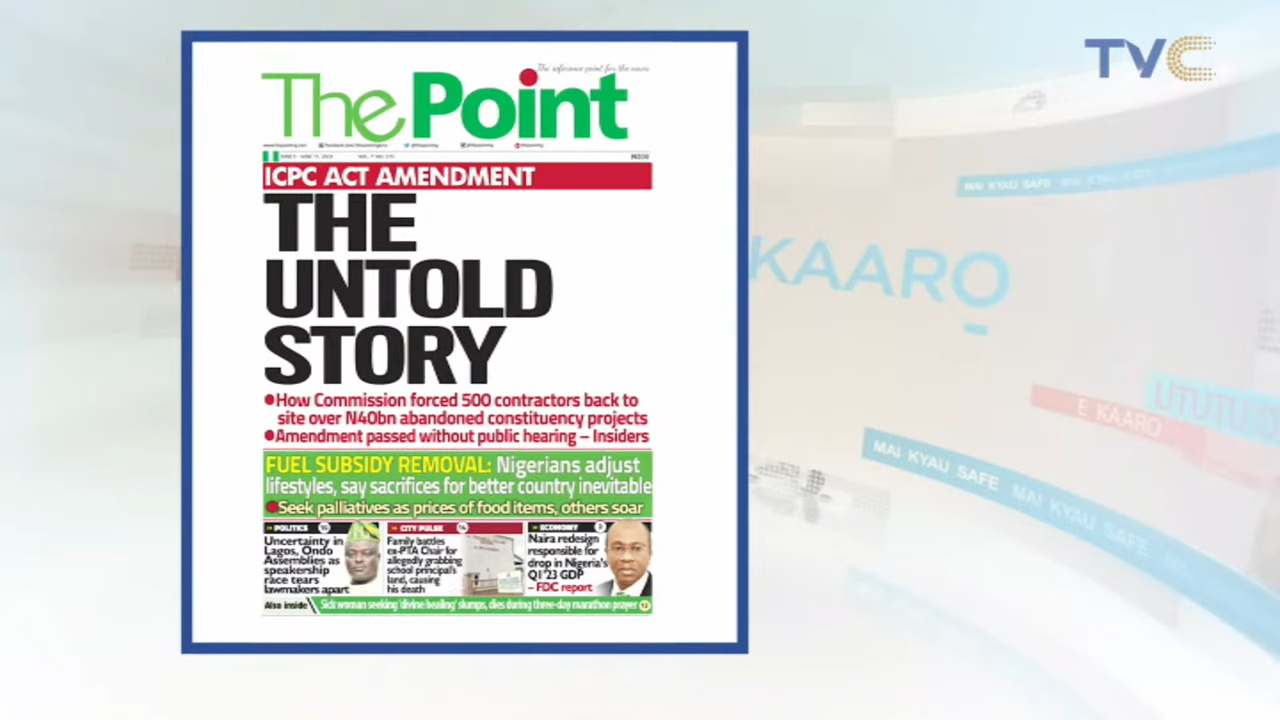 The reference point for the news
The Point
ICPC ACT AMENDMENT
THE
UNTOLD
STORY
●How Commission forced 500 contractors back to
site over N40bn abandoned constituency projects
●Amendment passed without public hearing – Insiders
FUEL SUBSIDY REMOVAL: Nigerians adjust
lifestyles, say sacrifices for better country inevitable
●Seek palliatives as prices of food items, others soar
POLITICS
Uncertainty in
Lagos, Ondo
Assemblies as
speakership
race tears
lawmakers apart
CITY PULSE
Family battles
ex-PTA Chair for
allegedly grabbing
school principal's
land, causing
his death
ECONOMY
Naira redesign
responsible for
drop in Nigeria's
Q1'23 GDP
– FDC report
Also inside
Sick woman seeking 'divine healing' slumps, dies during three-day marathon prayer 12
TVC
MAI KYAU SAFE MAI KYAU SAFE
KAARỌ
UTUTU
E KAARO
MAI KYAU SAFE MAI KYAU SAFE